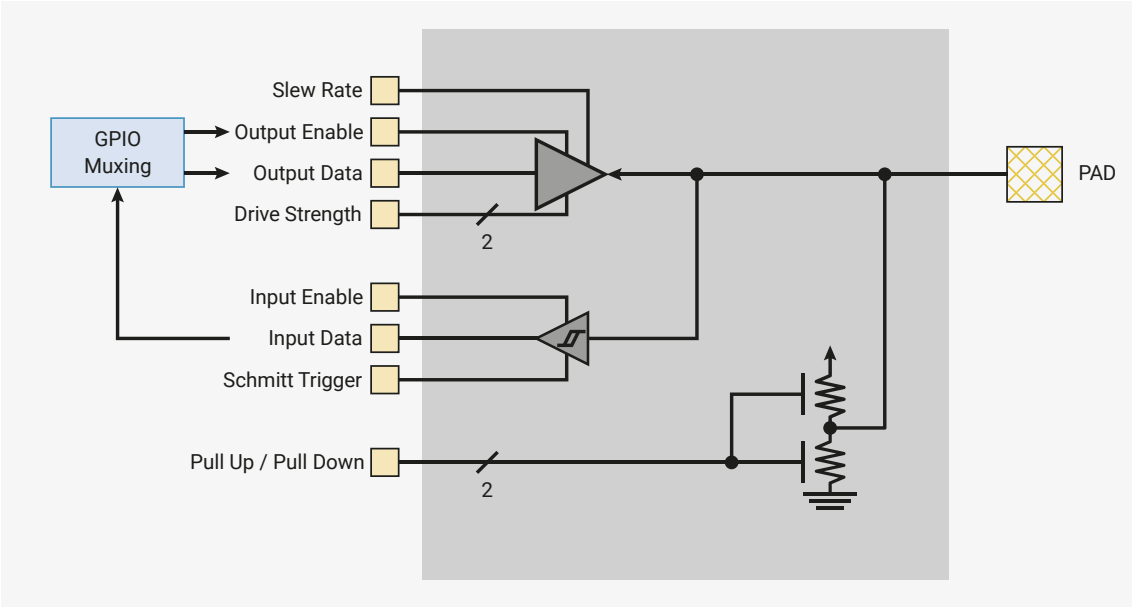 Slew Rate
Output Enable
GPIO
Muxing
Output Data
PAD
Drive Strength
2
Input Enable
Input Data
Schmitt Trigger
Pull Up / Pull Down
2